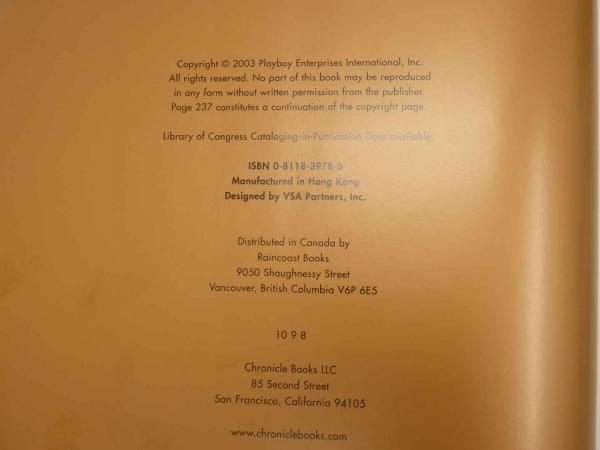 Copyright © 2003 Playboy Enterprises International, Inc.
All rights reserved. No part of this book may be reproduced
in any form without written permission from the publisher.
Page 237 constitutes a continuation of the copyright page.
Library of Congress Cataloging-in-Publication Data available.
ISBN 0-8118-3978-8
Manufactured in Hong Kong
Designed by VSA Partners, Inc.
Distributed in Canada by
Raincoast Books
9050 Shaughnessy Street
Vancouver, British Columbia V6P 6E5
10 9 8
Chronicle Books LLC
85 Second Street
San Francisco, California 94105
www.chroniclebooks.com